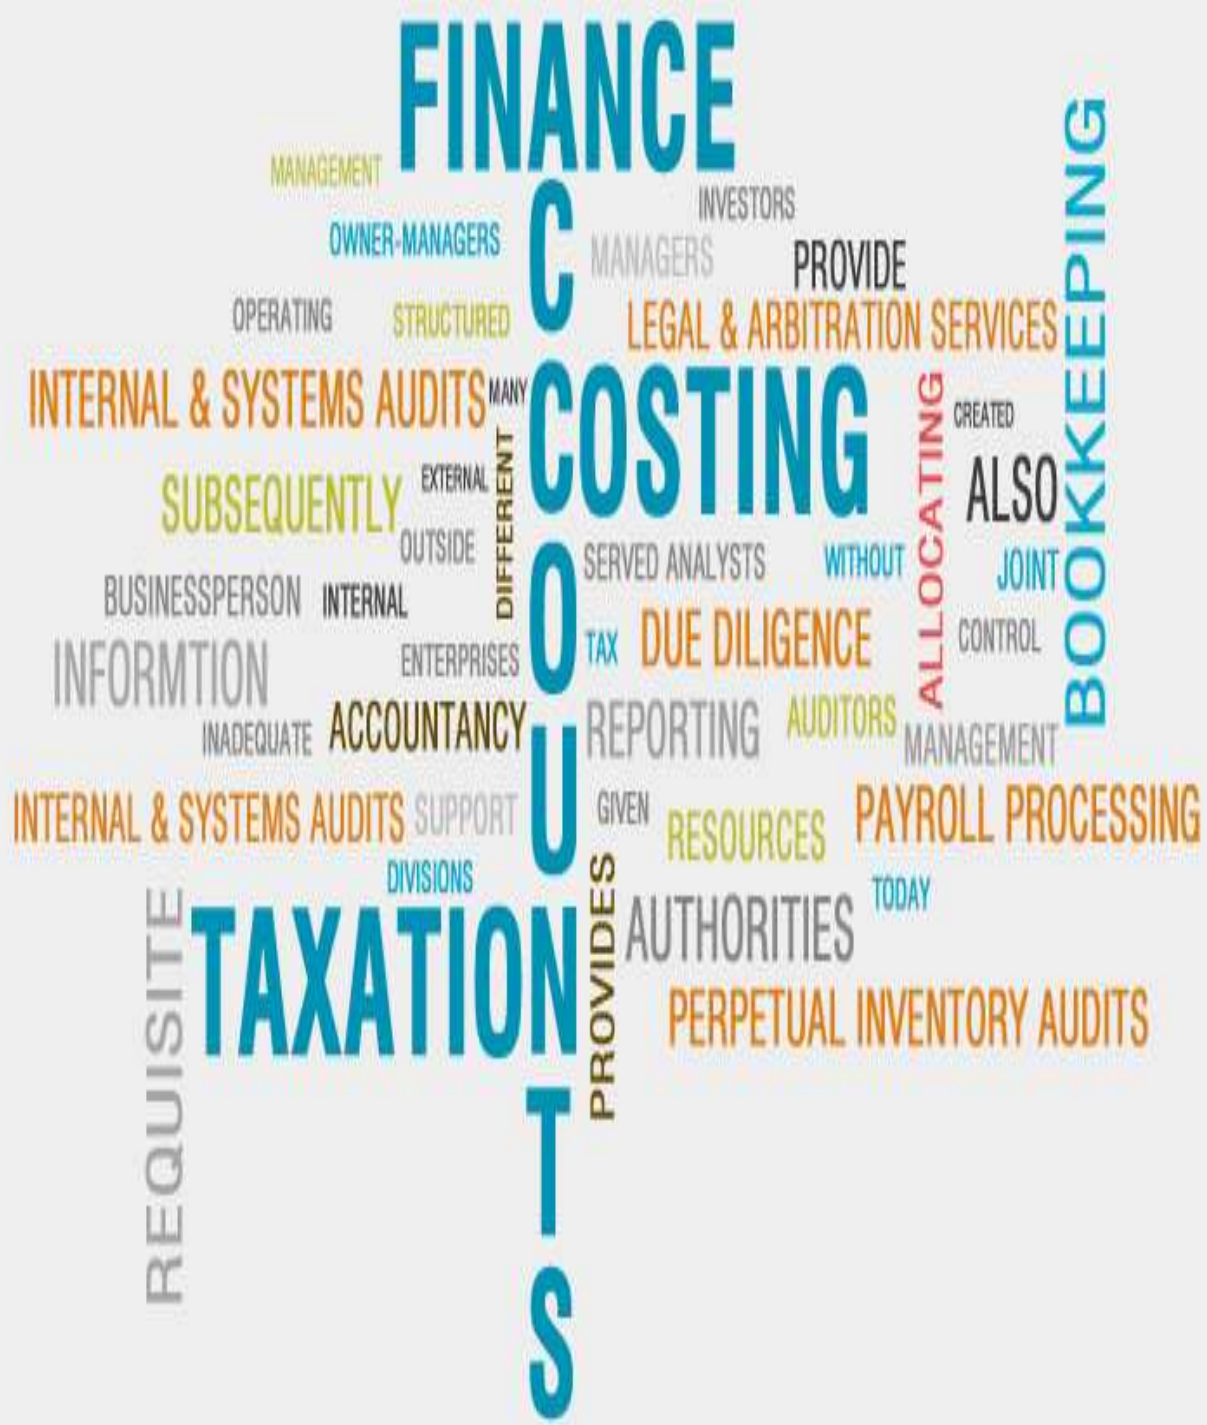 FINANCE
ACCOUNTS
MANAGEMENT
INVESTORS
OWNER-MANAGERS
MANAGERS
PROVIDE
BOOKKEEPING
OPERATING
STRUCTURED
LEGAL & ARBITRATION SERVICES
INTERNAL & SYSTEMS AUDITS
MANY
COSTING
ALLOCATING
CREATED
SUBSEQUENTLY
EXTERNAL
DIFFERENT
ALSO
OUTSIDE
SERVED ANALYSTS
WITHOUT
JOINT
BUSINESSPERSON
INTERNAL
TAX
DUE DILIGENCE
CONTROL
INFORMTION
ENTERPRISES
INADEQUATE
ACCOUNTANCY
REPORTING
AUDITORS
MANAGEMENT
INTERNAL & SYSTEMS AUDITS
SUPPORT
GIVEN
RESOURCES
PAYROLL PROCESSING
DIVISIONS
TODAY
REQUISITE
TAXATION
PROVIDES
AUTHORITIES
PERPETUAL INVENTORY AUDITS